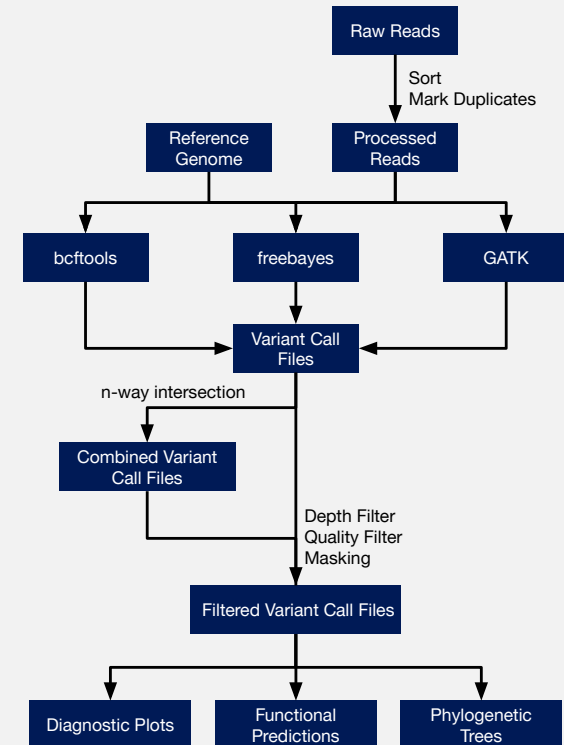 Raw Reads
Sort
Mark Duplicates
Reference
Genome
Processed
Reads
bcftools
freebayes
GATK
Variant Call
Files
n-way intersection
Combined Variant
Call Files
Depth Filter
Quality Filter
Masking
Filtered Variant Call Files
Diagnostic Plots
Functional
Predictions
Phylogenetic
Trees